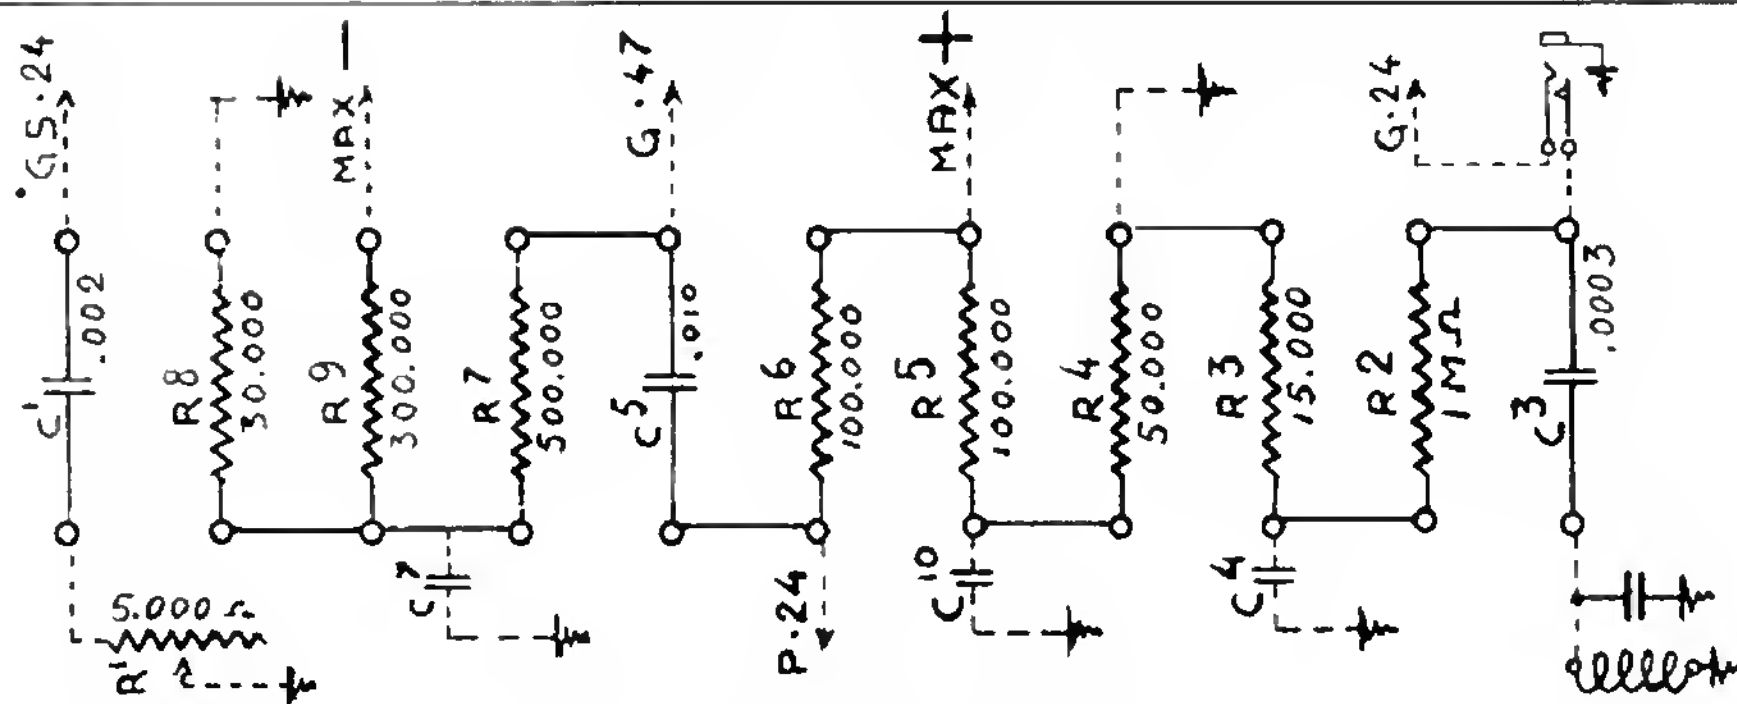 GS.24
C1
.002
5.000 Ω
R1
R8
30.000
MAX —
R9
300.000
C7
R7
500.000
G.47
C5
.010
P.24
R6
100.000
MAX +
R5
100.000
C10
R4
50.000
R3
15.000
C4
G.24
R2
1MΩ
C3
.0003